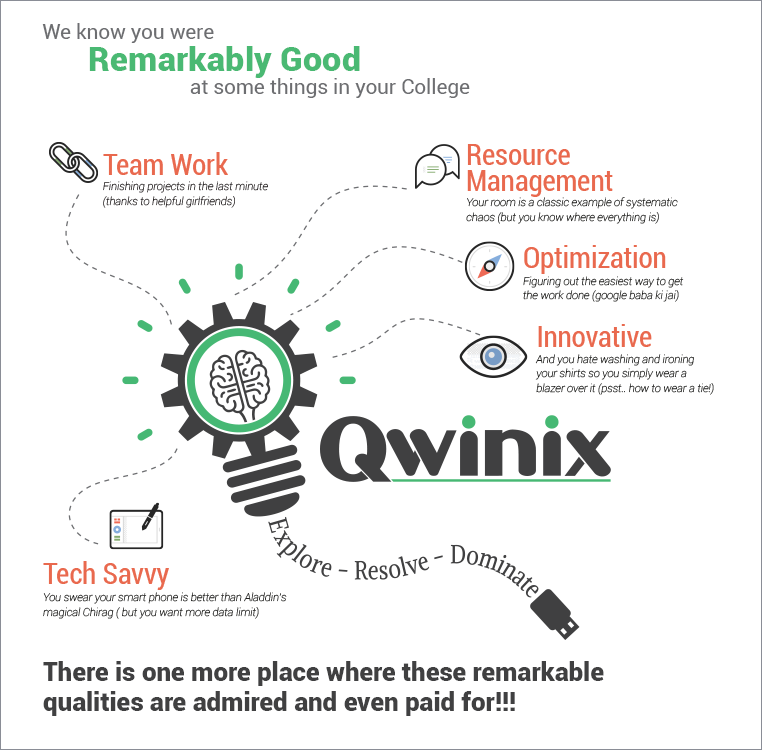 We know you were
Remarkably Good
at some things in your College
Team Work
Finishing projects in the last minute
(thanks to helpful girlfriends)
Resource
Management
Your room is a classic example of systematic
chaos (but you know where everything is)
Optimization
Figuring out the easiest way to get
the work done (google baba ki jai)
Innovative
And you hate washing and ironing
your shirts so you simply wear a
blazer over it (psst.. how to wear a tie!)
Qwinix
Explore – Resolve – Dominate
Tech Savvy
You swear your smart phone is better than Aladdin's
magical Chirag ( but you want more data limit)
There is one more place where these remarkable
qualities are admired and even paid for!!!